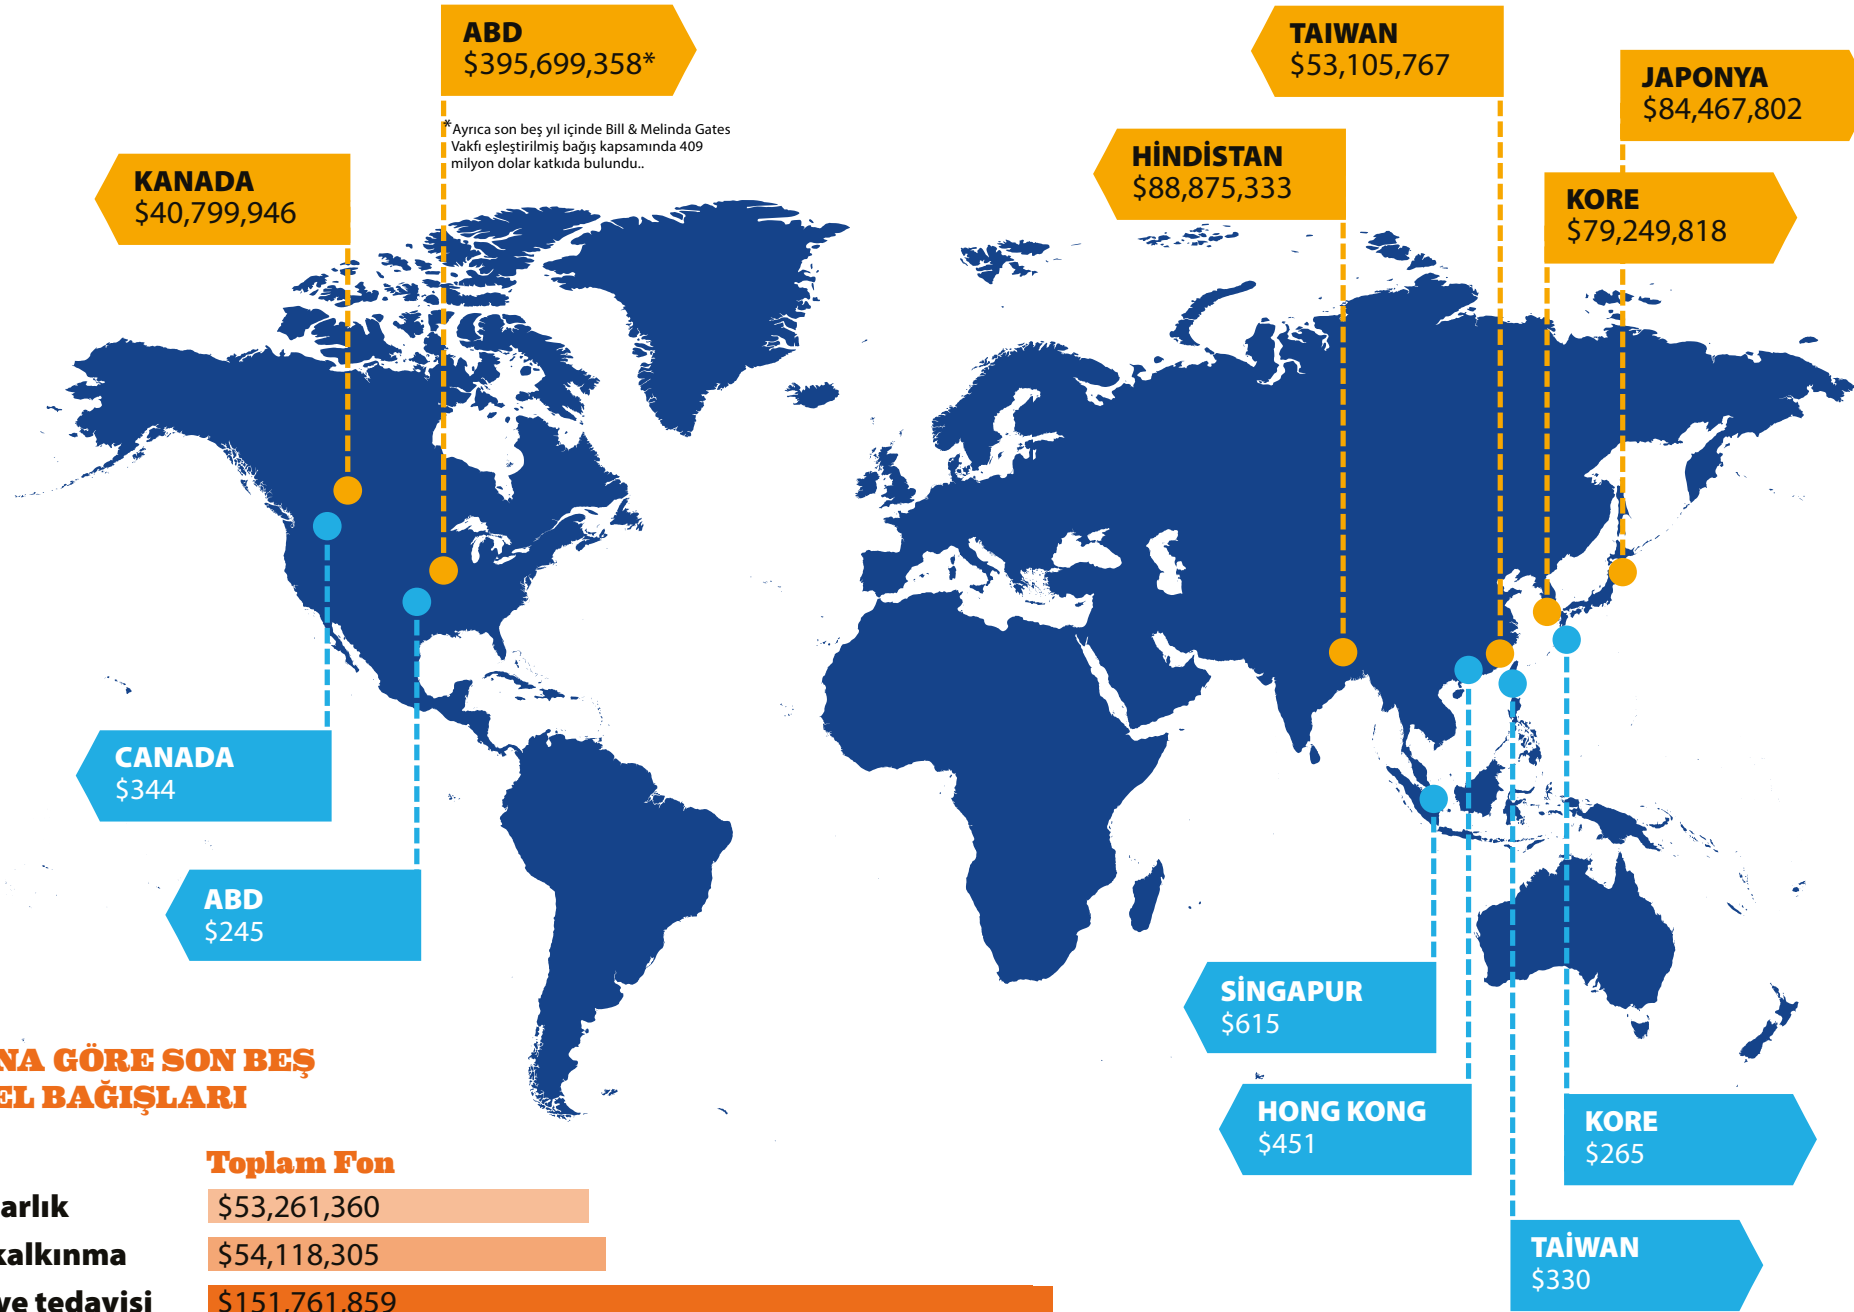 ABD
$395,699,358*
*Ayrıca son beş yıl içinde Bill & Melinda Gates
Vakfı eşleştirilmiş bağış kapsamında 409
milyon dolar katkıda bulundu..
TAIWAN
$53,105,767
JAPONYA
$84,467,802
KANADA
$40,799,946
HİNDİSTAN
$88,875,333
KORE
$79,249,818
CANADA
$344
ABD
$245
SİNGAPUR
$615
HONG KONG
$451
KORE
$265
TAİWAN
$330
NA GÖRE SON BEŞ
EL BAĞIŞLARI
Toplam Fon
arlık $53,261,360
kalkınma $54,118,305
ve tedavisi $151,761,859